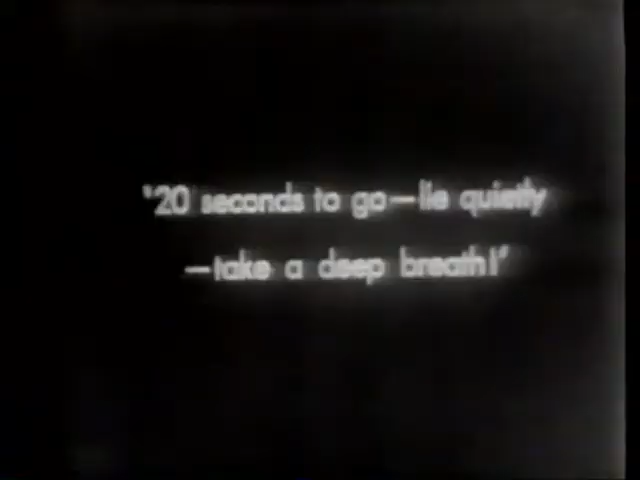 "20 seconds to go—lie quietly
—take a deep breath!"